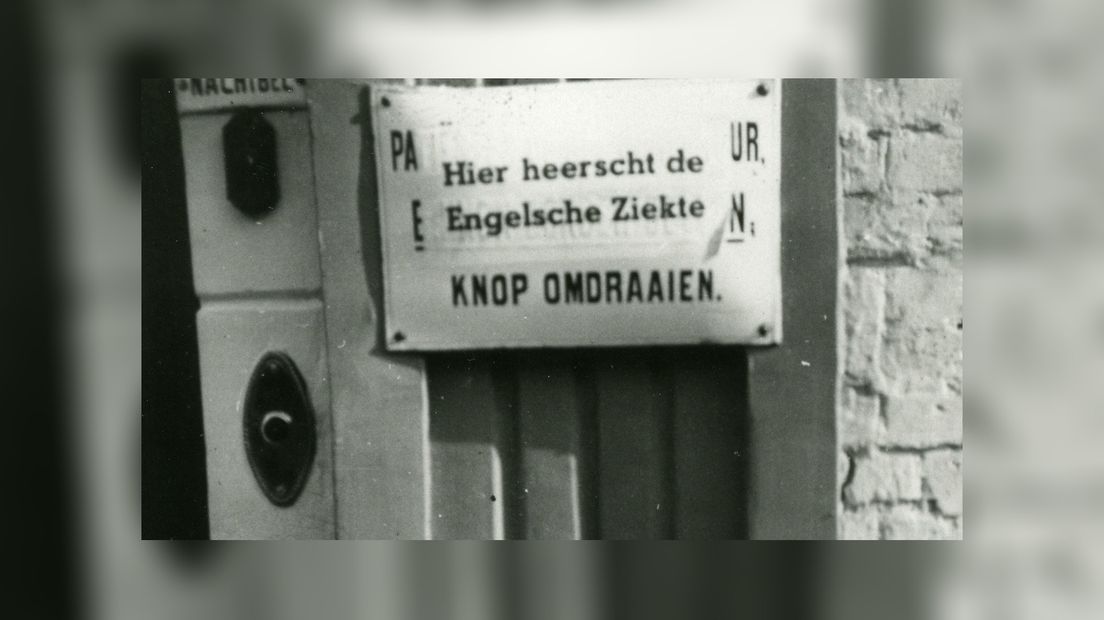 NACHTBEL
PA UR,
Hier heerscht de
E N;
Engelsche Ziekte
KNOP OMDRAAIEN.